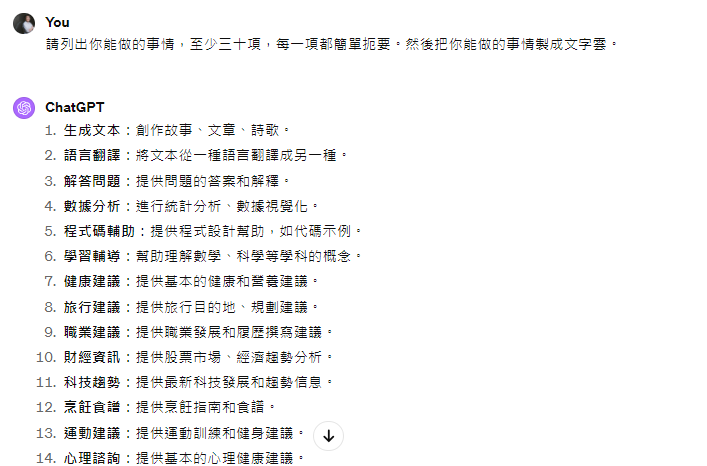 You
請列出你能做的事情，至少三十項，每一項都簡單扼要。然後把你能做的事情製成文字雲。
ChatGPT
1. 生成文本：創作故事、文章、詩歌。
2. 語言翻譯：將文本從一種語言翻譯成另一種。
3. 解答問題：提供問題的答案和解釋。
4. 數據分析：進行統計分析、數據視覺化。
5. 程式碼輔助：提供程式設計幫助，如代碼示例。
6. 學習輔導：幫助理解數學、科學等學科的概念。
7. 健康建議：提供基本的健康和營養建議。
8. 旅行建議：提供旅行目的地、規劃建議。
9. 職業建議：提供職業發展和履歷撰寫建議。
10. 財經資訊：提供股票市場、經濟趨勢分析。
11. 科技趨勢：提供最新科技發展和趨勢信息。
12. 烹飪食譜：提供烹飪指南和食譜。
13. 運動建議：提供運動訓練和健身建議。
14. 心理諮詢：提供基本的心理健康建議。